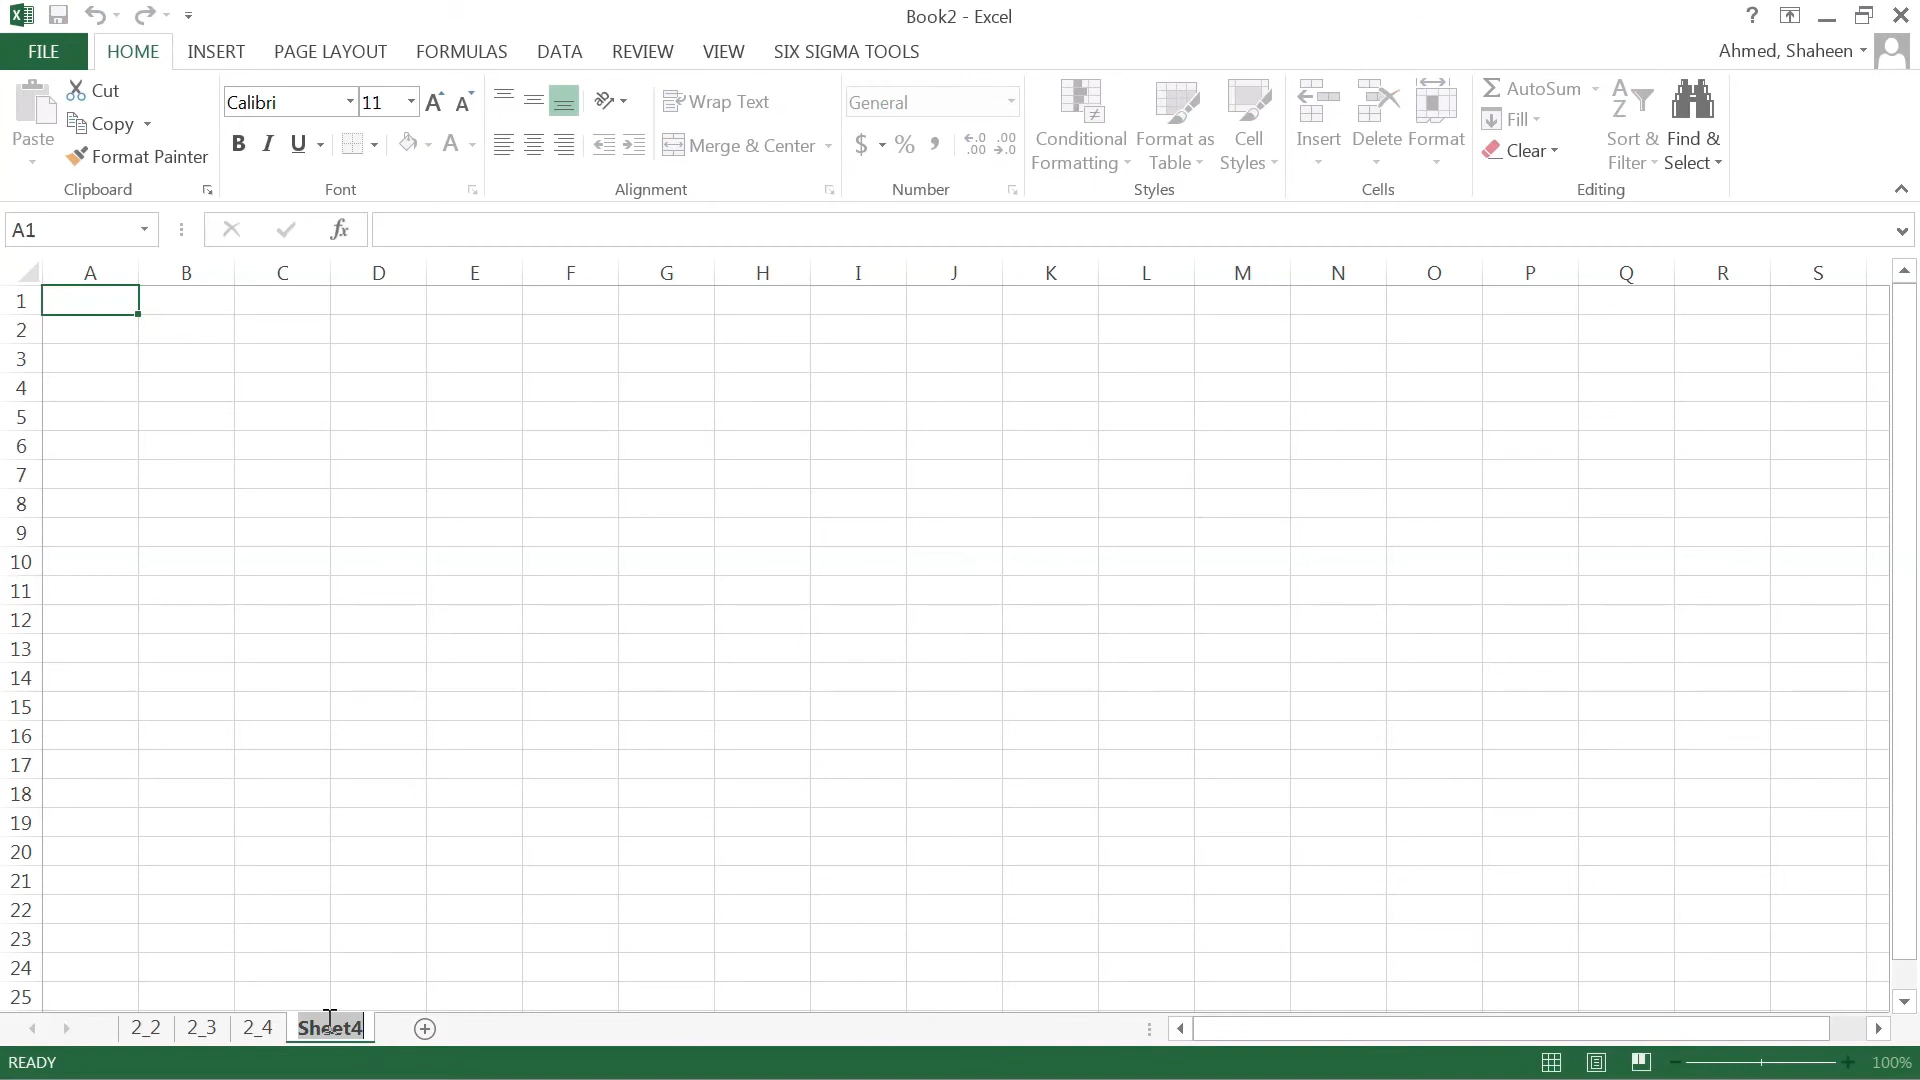 Book2 - Excel
?
FILE HOME INSERT PAGE LAYOUT FORMULAS DATA REVIEW VIEW SIX SIGMA TOOLS
Ahmed, Shaheen
Paste
Cut
Copy
Format Painter
Clipboard
Calibri 11 A A
B I U A
Font
Wrap Text
Merge & Center
Alignment
General
$ % , .0 .00 .00 .0
Number
Conditional Formatting
Format as Table
Cell Styles
Styles
Insert
Delete
Format
Cells
Σ AutoSum
Fill
Clear
A Z
Sort & Filter
Find & Select
Editing
A1
fx
A B C D E F G H I J K L M N O P Q R S
1
2
3
4
5
6
7
8
9
10
11
12
13
14
15
16
17
18
19
20
21
22
23
24
25
2_2 2_3 2_4 Sheet4
READY
100%